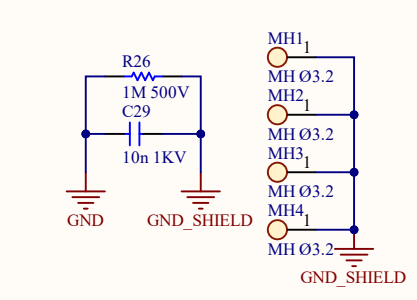 R26
1M 500V
C29
10n 1KV
GND
GND_SHIELD
MH1
1
MH Ø3.2
MH2
1
MH Ø3.2
MH3
1
MH Ø3.2
MH4
1
MH Ø3.2
GND_SHIELD